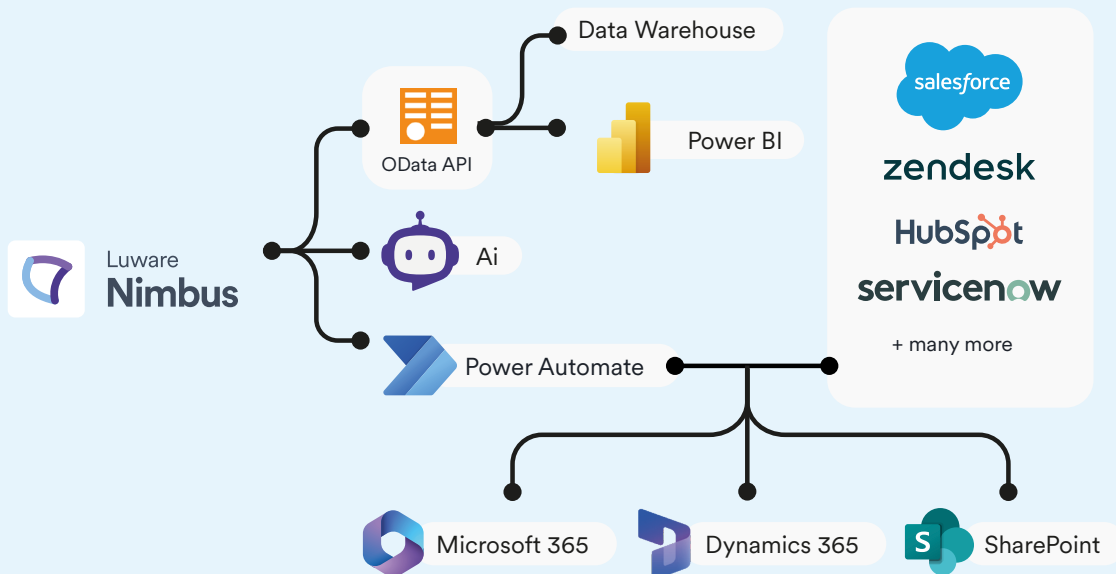 Data Warehouse
OData API
Power BI
Ai
Luware
Nimbus
Power Automate
salesforce
zendesk
HubSpot
servicenow
+ many more
Microsoft 365
Dynamics 365
S
SharePoint